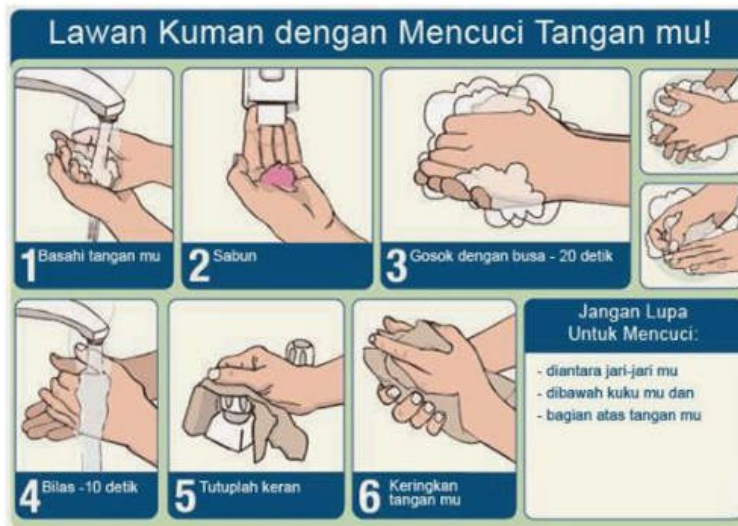 Lawan Kuman dengan Mencuci Tangan mu!
1 Basahi tangan mu
2 Sabun
3 Gosok dengan busa - 20 detik
4 Bilas -10 detik
5 Tutuplah keran
6 Keringkan
tangan mu
Jangan Lupa
Untuk Mencuci:
- diantara jari-jari mu
- dibawah kuku mu dan
- bagian atas tangan mu